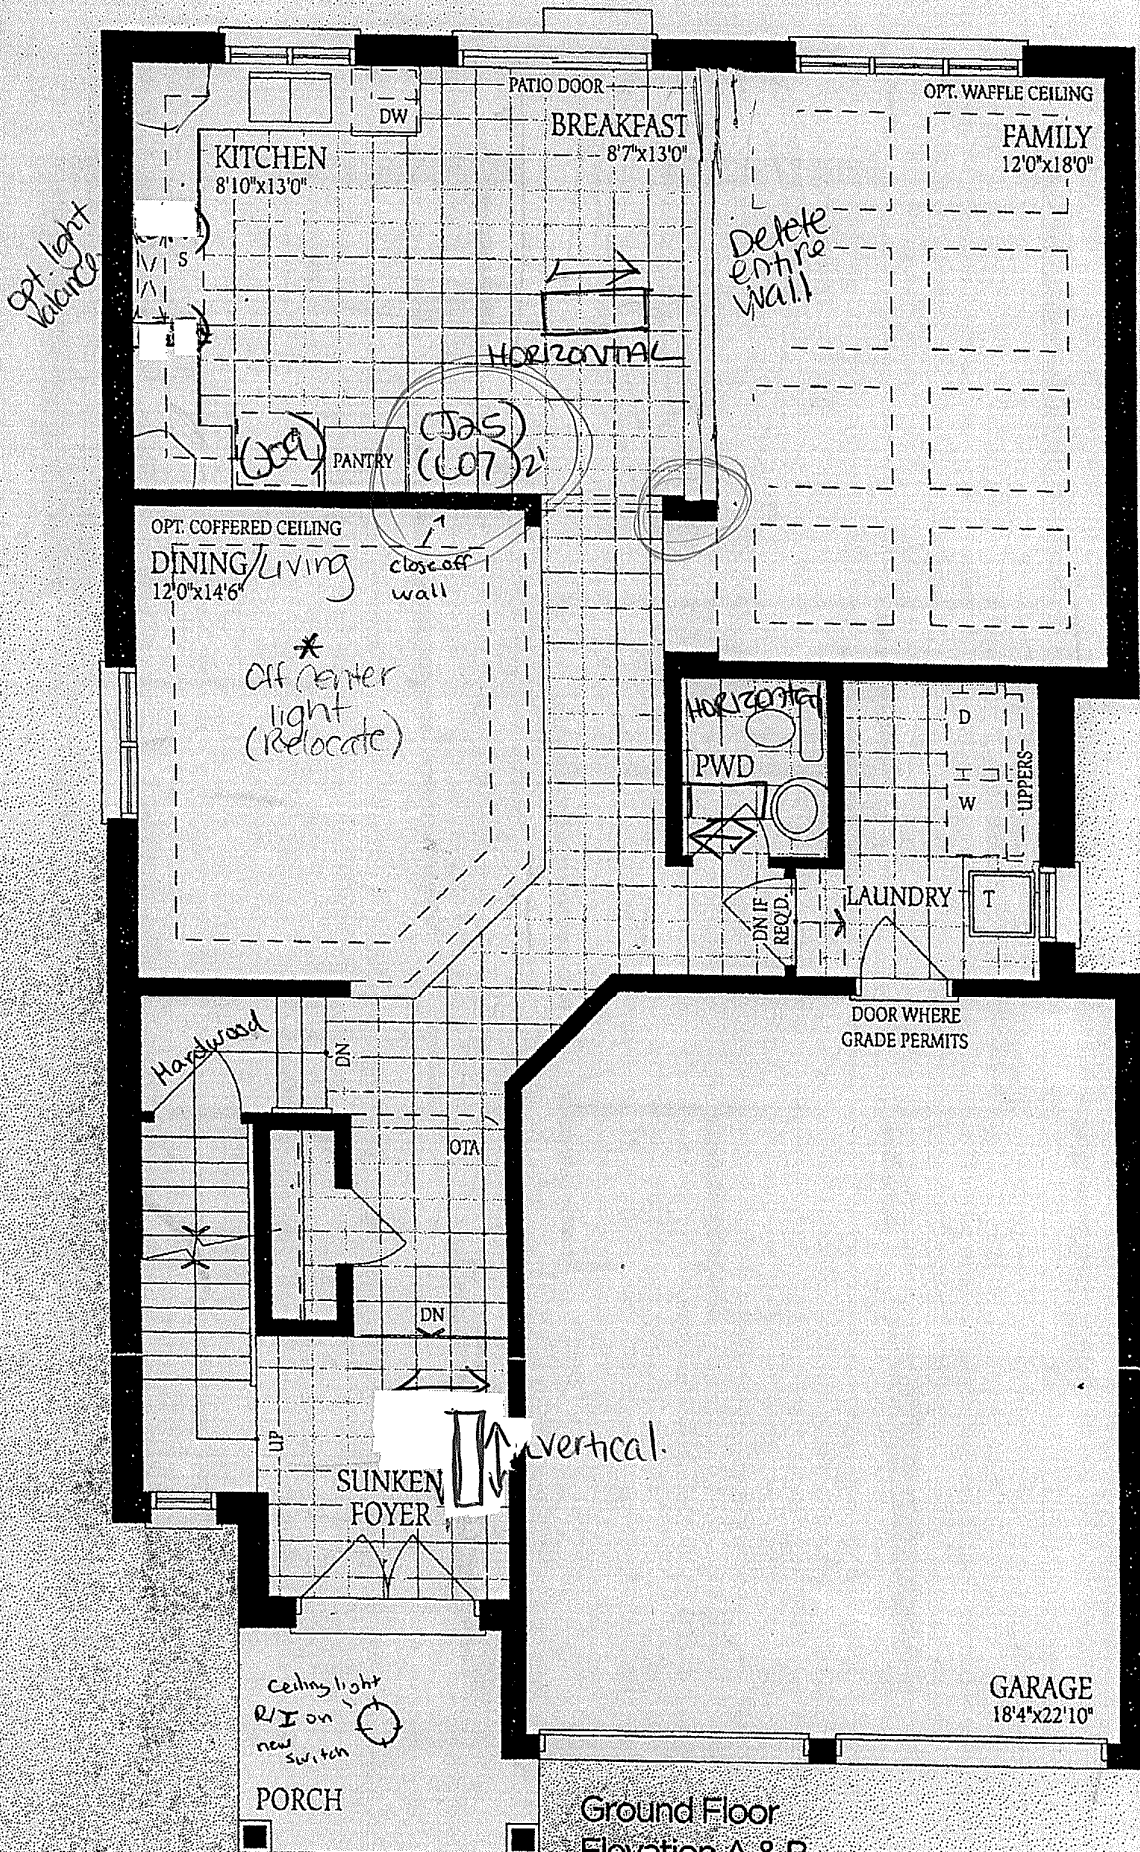 PATIO DOOR
OPT. WAFFLE CEILING
DW
BREAKFAST
8'7"x13'0"
FAMILY
12'0"x18'0"
KITCHEN
8'10"x13'0"
Opt. light
Valance
S
Delete
entire
wall
HORIZONTAL
(J09)
PANTRY
(J25)
(L07) 2'
OPT. COFFERED CEILING
DINING/Living
12'0"x14'6"
close off
wall
*
Off center
light
(Relocate)
HORIZONTAL
PWD
D
W
UPPERS
LAUNDRY
T
DN IF
REQD.
DOOR WHERE
GRADE PERMITS
Hardwood
DN
OTA
DN
UP
vertical.
SUNKEN
FOYER
GARAGE
18'4"x22'10"
Ceiling light
R/I on
new
switch
PORCH
Ground Floor
Elevation A & B